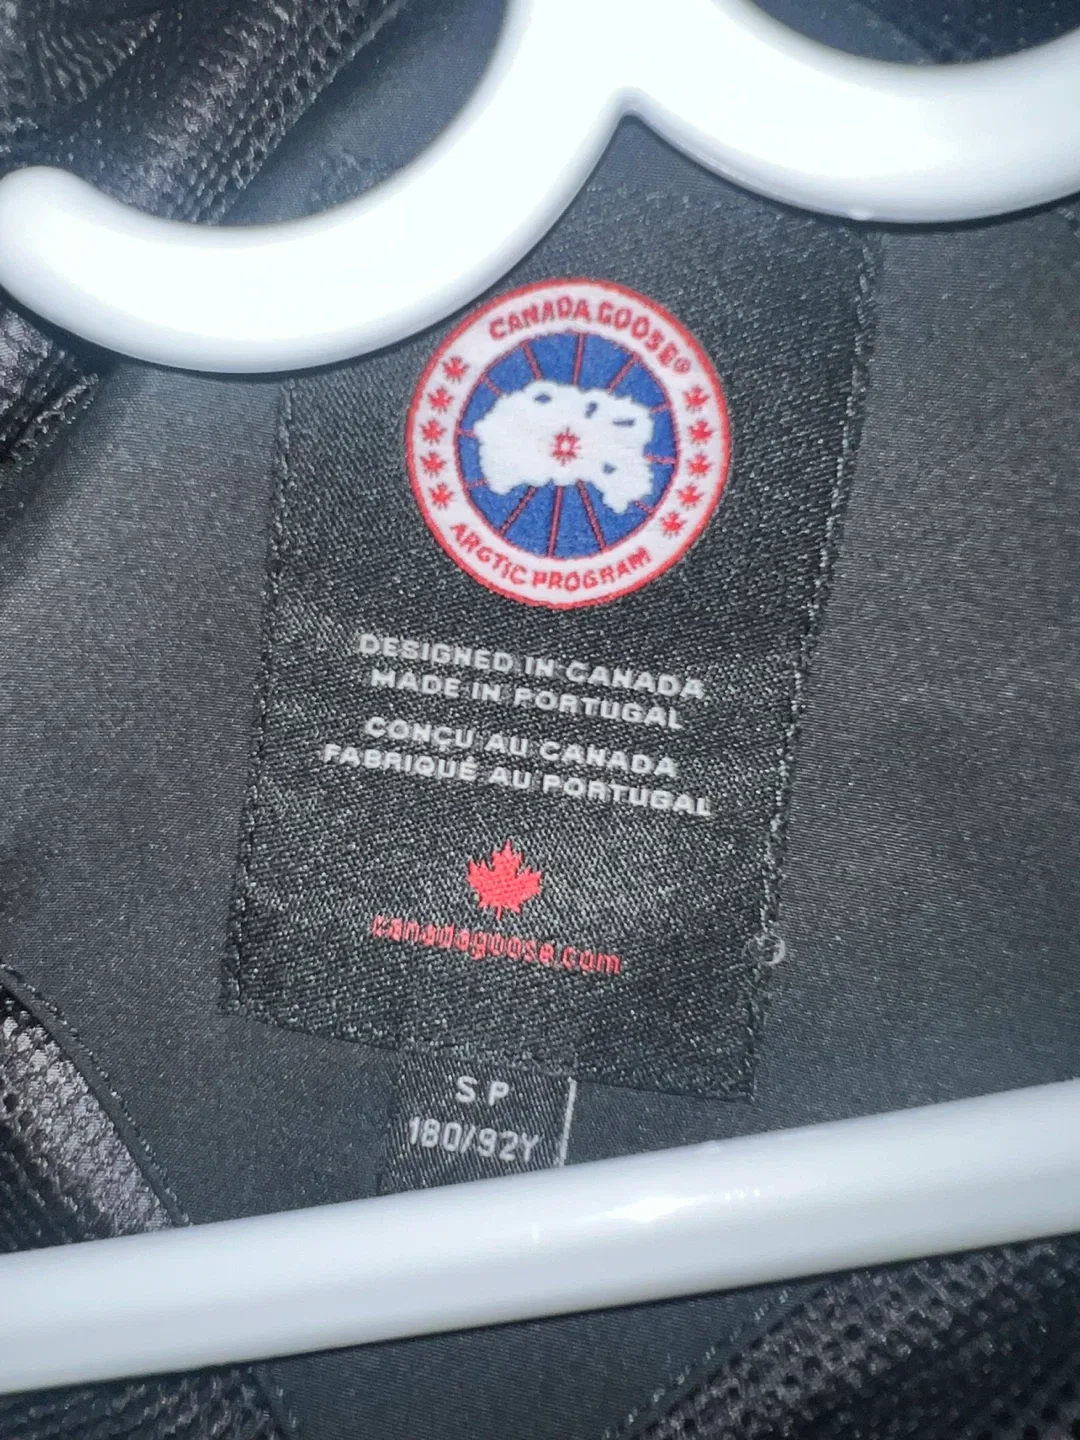 CANADA GOOSE®
ARCTIC PROGRAM
DESIGNED IN CANADA
MADE IN PORTUGAL
CONÇU AU CANADA
FABRIQUÉ AU PORTUGAL
canadagoose.com
S P
180/92Y